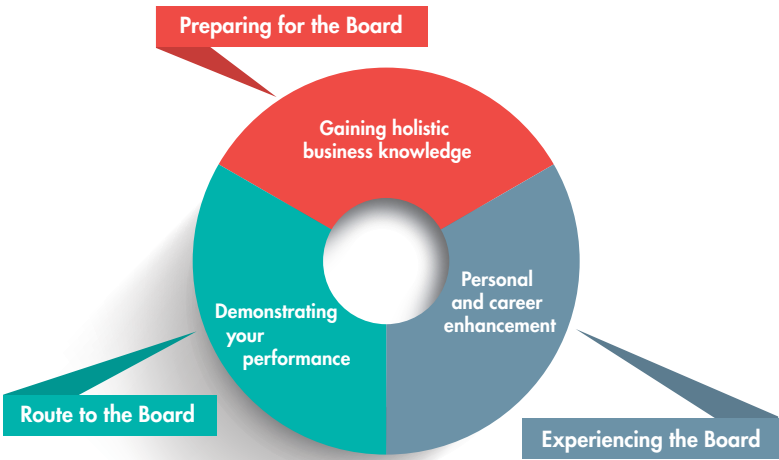 Preparing for the Board
Gaining holistic
business knowledge
Personal
and career
enhancement
Demonstrating
your
performance
Route to the Board
Experiencing the Board